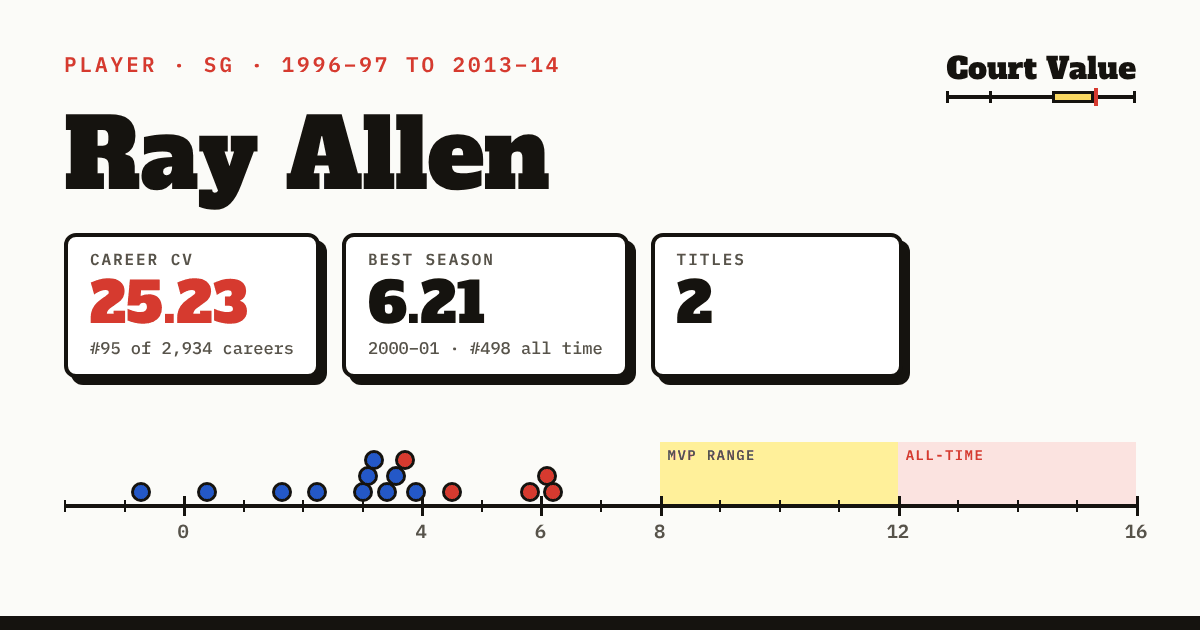 PLAYER · SG · 1996–97 TO 2013–14
Court Value
Ray Allen
CAREER CV
25.23
#95 of 2,934 careers
BEST SEASON
6.21
2000–01 · #498 all time
TITLES
2
MVP RANGE
ALL-TIME
0 4 6 8 12 16